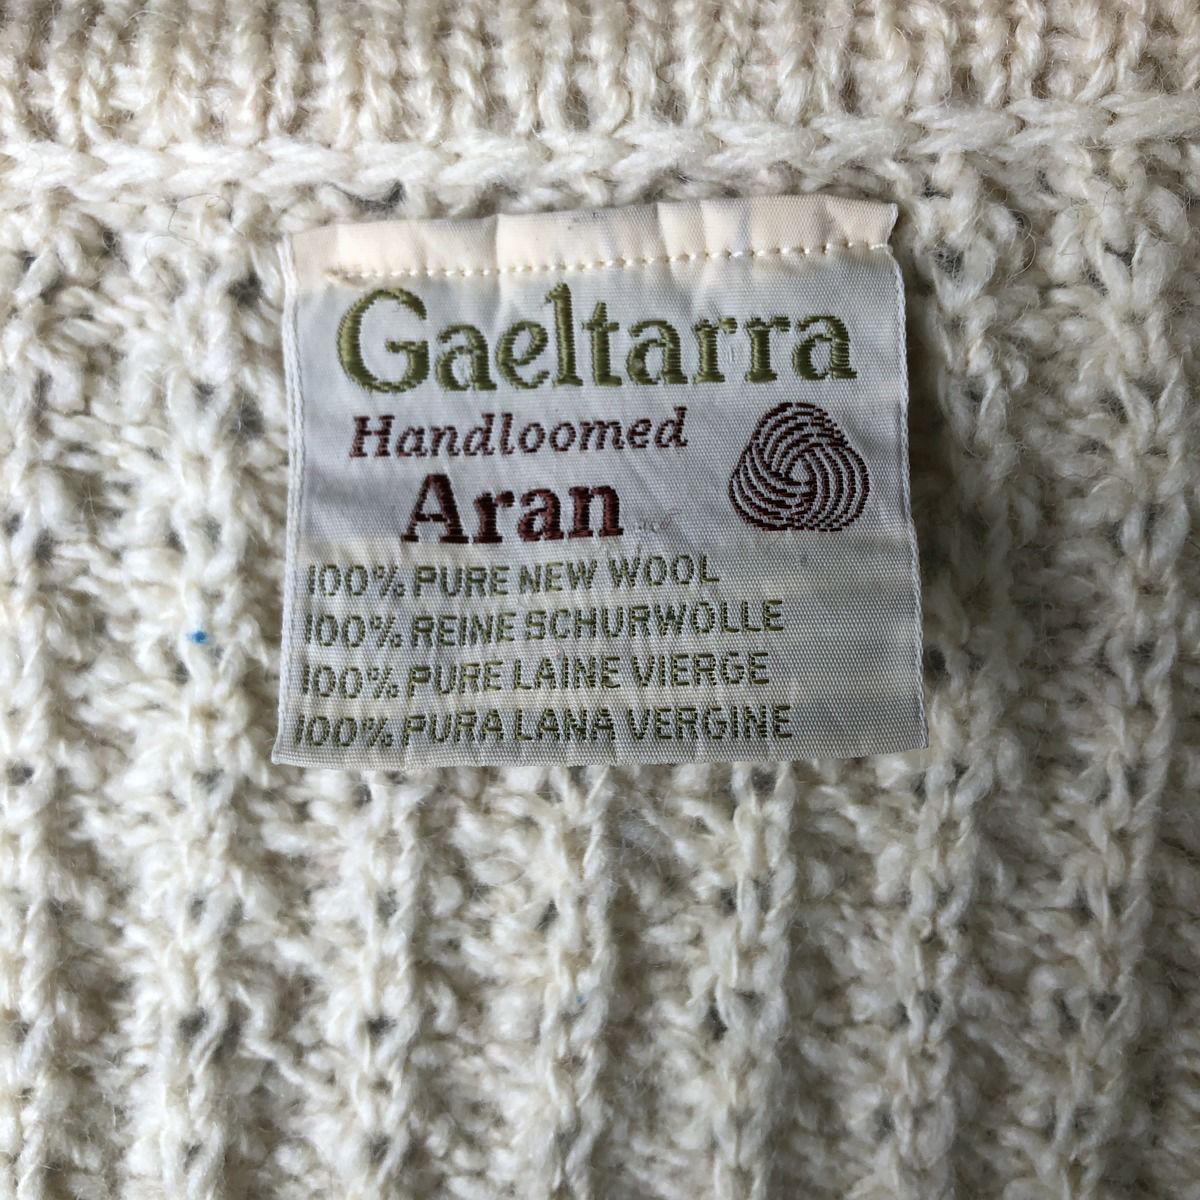 Gaeltarra
Handloomed
Aran
100% PURE NEW WOOL
100% REINE SCHURWOLLE
100% PURE LAINE VIERGE
100% PURA LANA VERGINE